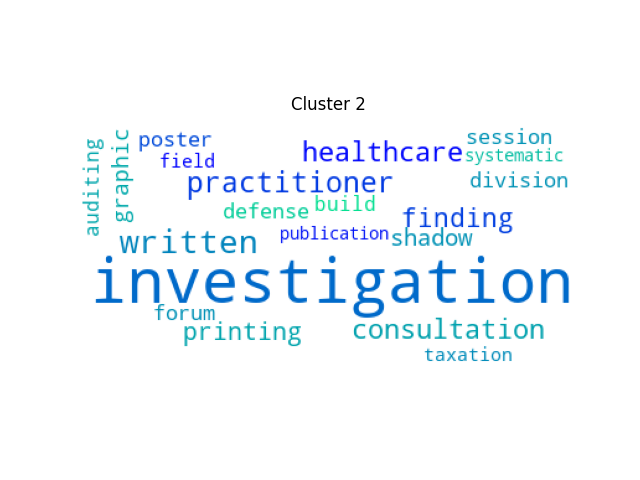 Cluster 2
poster
session
healthcare
systematic
field
practitioner
division
auditing
graphic
defense
build
finding
written
publication
shadow
investigation
forum
printing
consultation
taxation